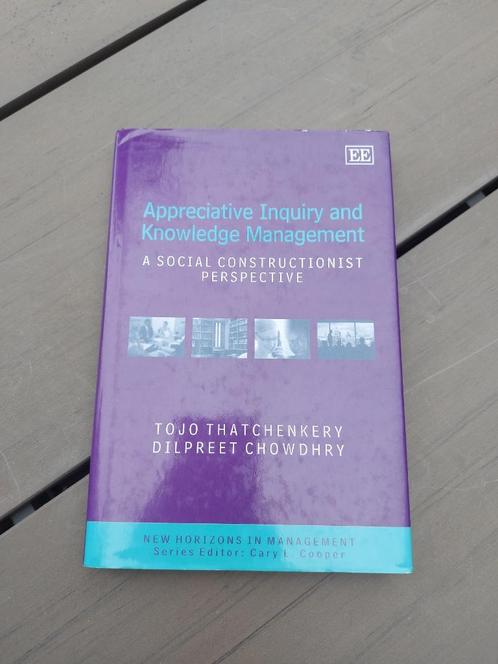 EE
Appreciative Inquiry and
Knowledge Management
A SOCIAL CONSTRUCTIONIST
PERSPECTIVE
TOJO THATCHENKERY
DILPREET CHOWDHRY
NEW HORIZONS IN MANAGEMENT
Series Editor: Cary L. Cooper